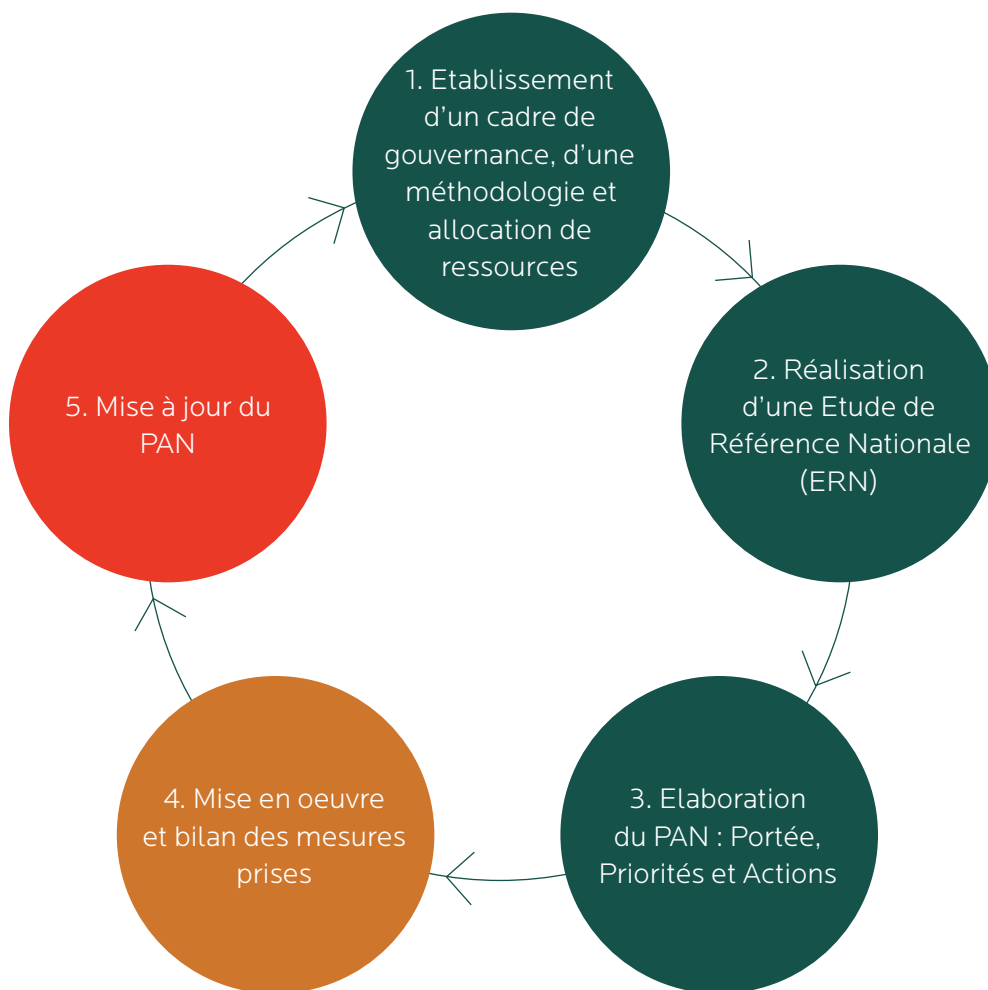 1. Etablissement
d’un cadre de
gouvernance, d’une
méthodologie et
allocation de
ressources
2. Réalisation
d’une Etude de
Référence Nationale
(ERN)
3. Elaboration
du PAN : Portée,
Priorités et Actions
4. Mise en oeuvre
et bilan des mesures
prises
5. Mise à jour du
PAN